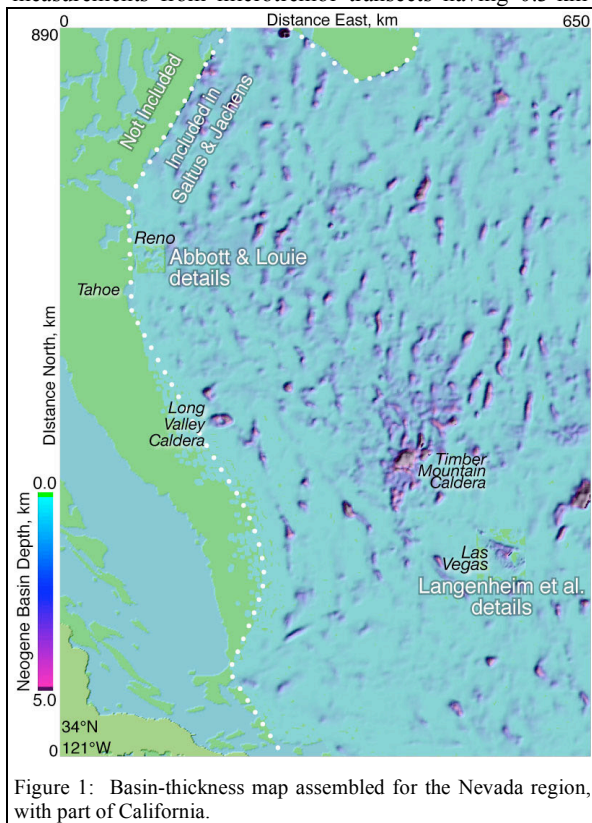 measurements from microtremor transects having 0.3-km
0
Distance East, km
650
890
Not Included
Included in
Saltus & Jachens
Reno
Abbott & Louie
details
Tahoe
Distance North, km
Long
Valley
Caldera
Timber
Mountain
Caldera
0.0
Neogene Basin Depth, km
5.0
Las
Vegas
Langenheim et al.
details
34°N
121°W
0
Figure 1:  Basin-thickness map assembled for the Nevada region,
with part of California.